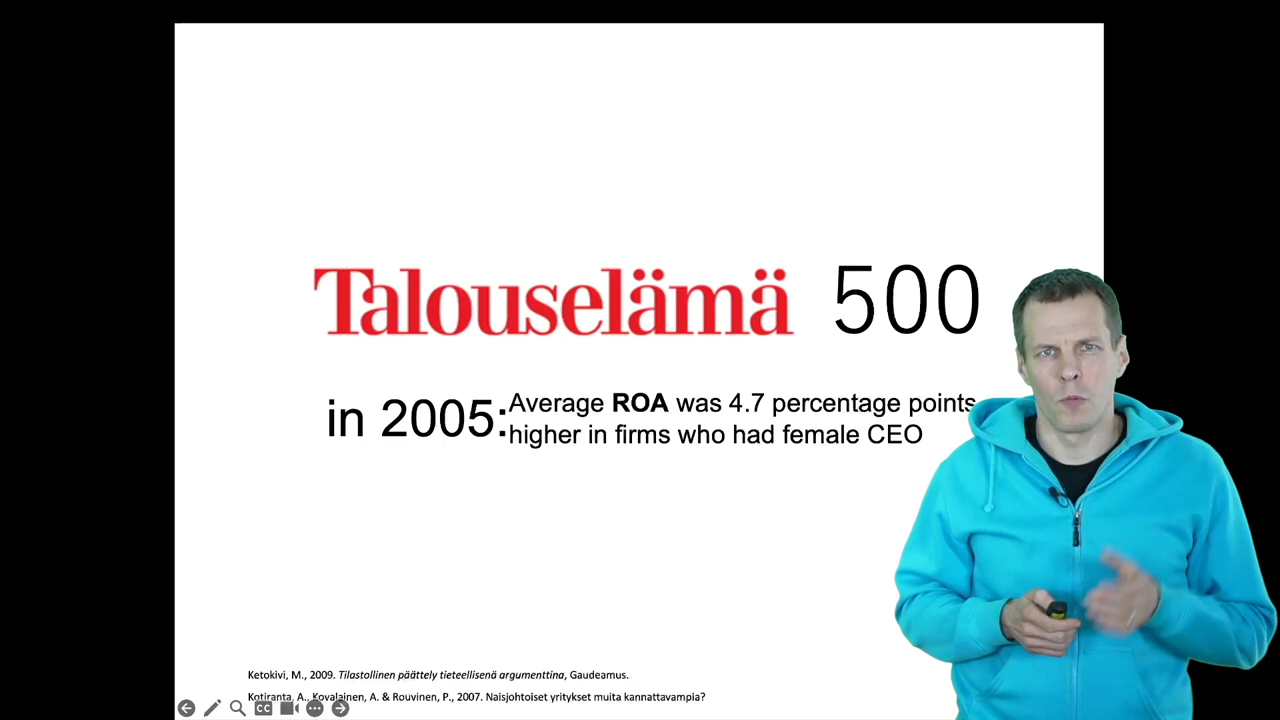 Talouselämä 500
in 2005:
Average ROA was 4.7 percentage points
higher in firms who had female CEO
Ketokivi, M., 2009. Tilastollinen päättely tieteellisenä argumenttina, Gaudeamus.
Kotiranta, A., Kovalainen, A. & Rouvinen, P., 2007. Naisjohtoiset yritykset muita kannattavampia?
CC